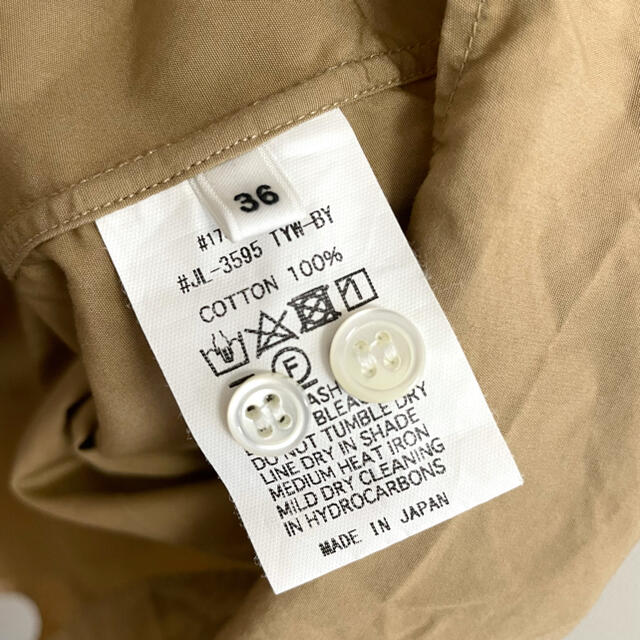 36
#17
#JL-3595 TYW-BY
COTTON 100%
F
ASH
BLEAC
DO NOT TUMBLE DRY
LINE DRY IN SHADE
MEDIUM HEAT IRON
MILD DRY CLEANING
IN HYDROCARBONS
MADE IN JAPAN